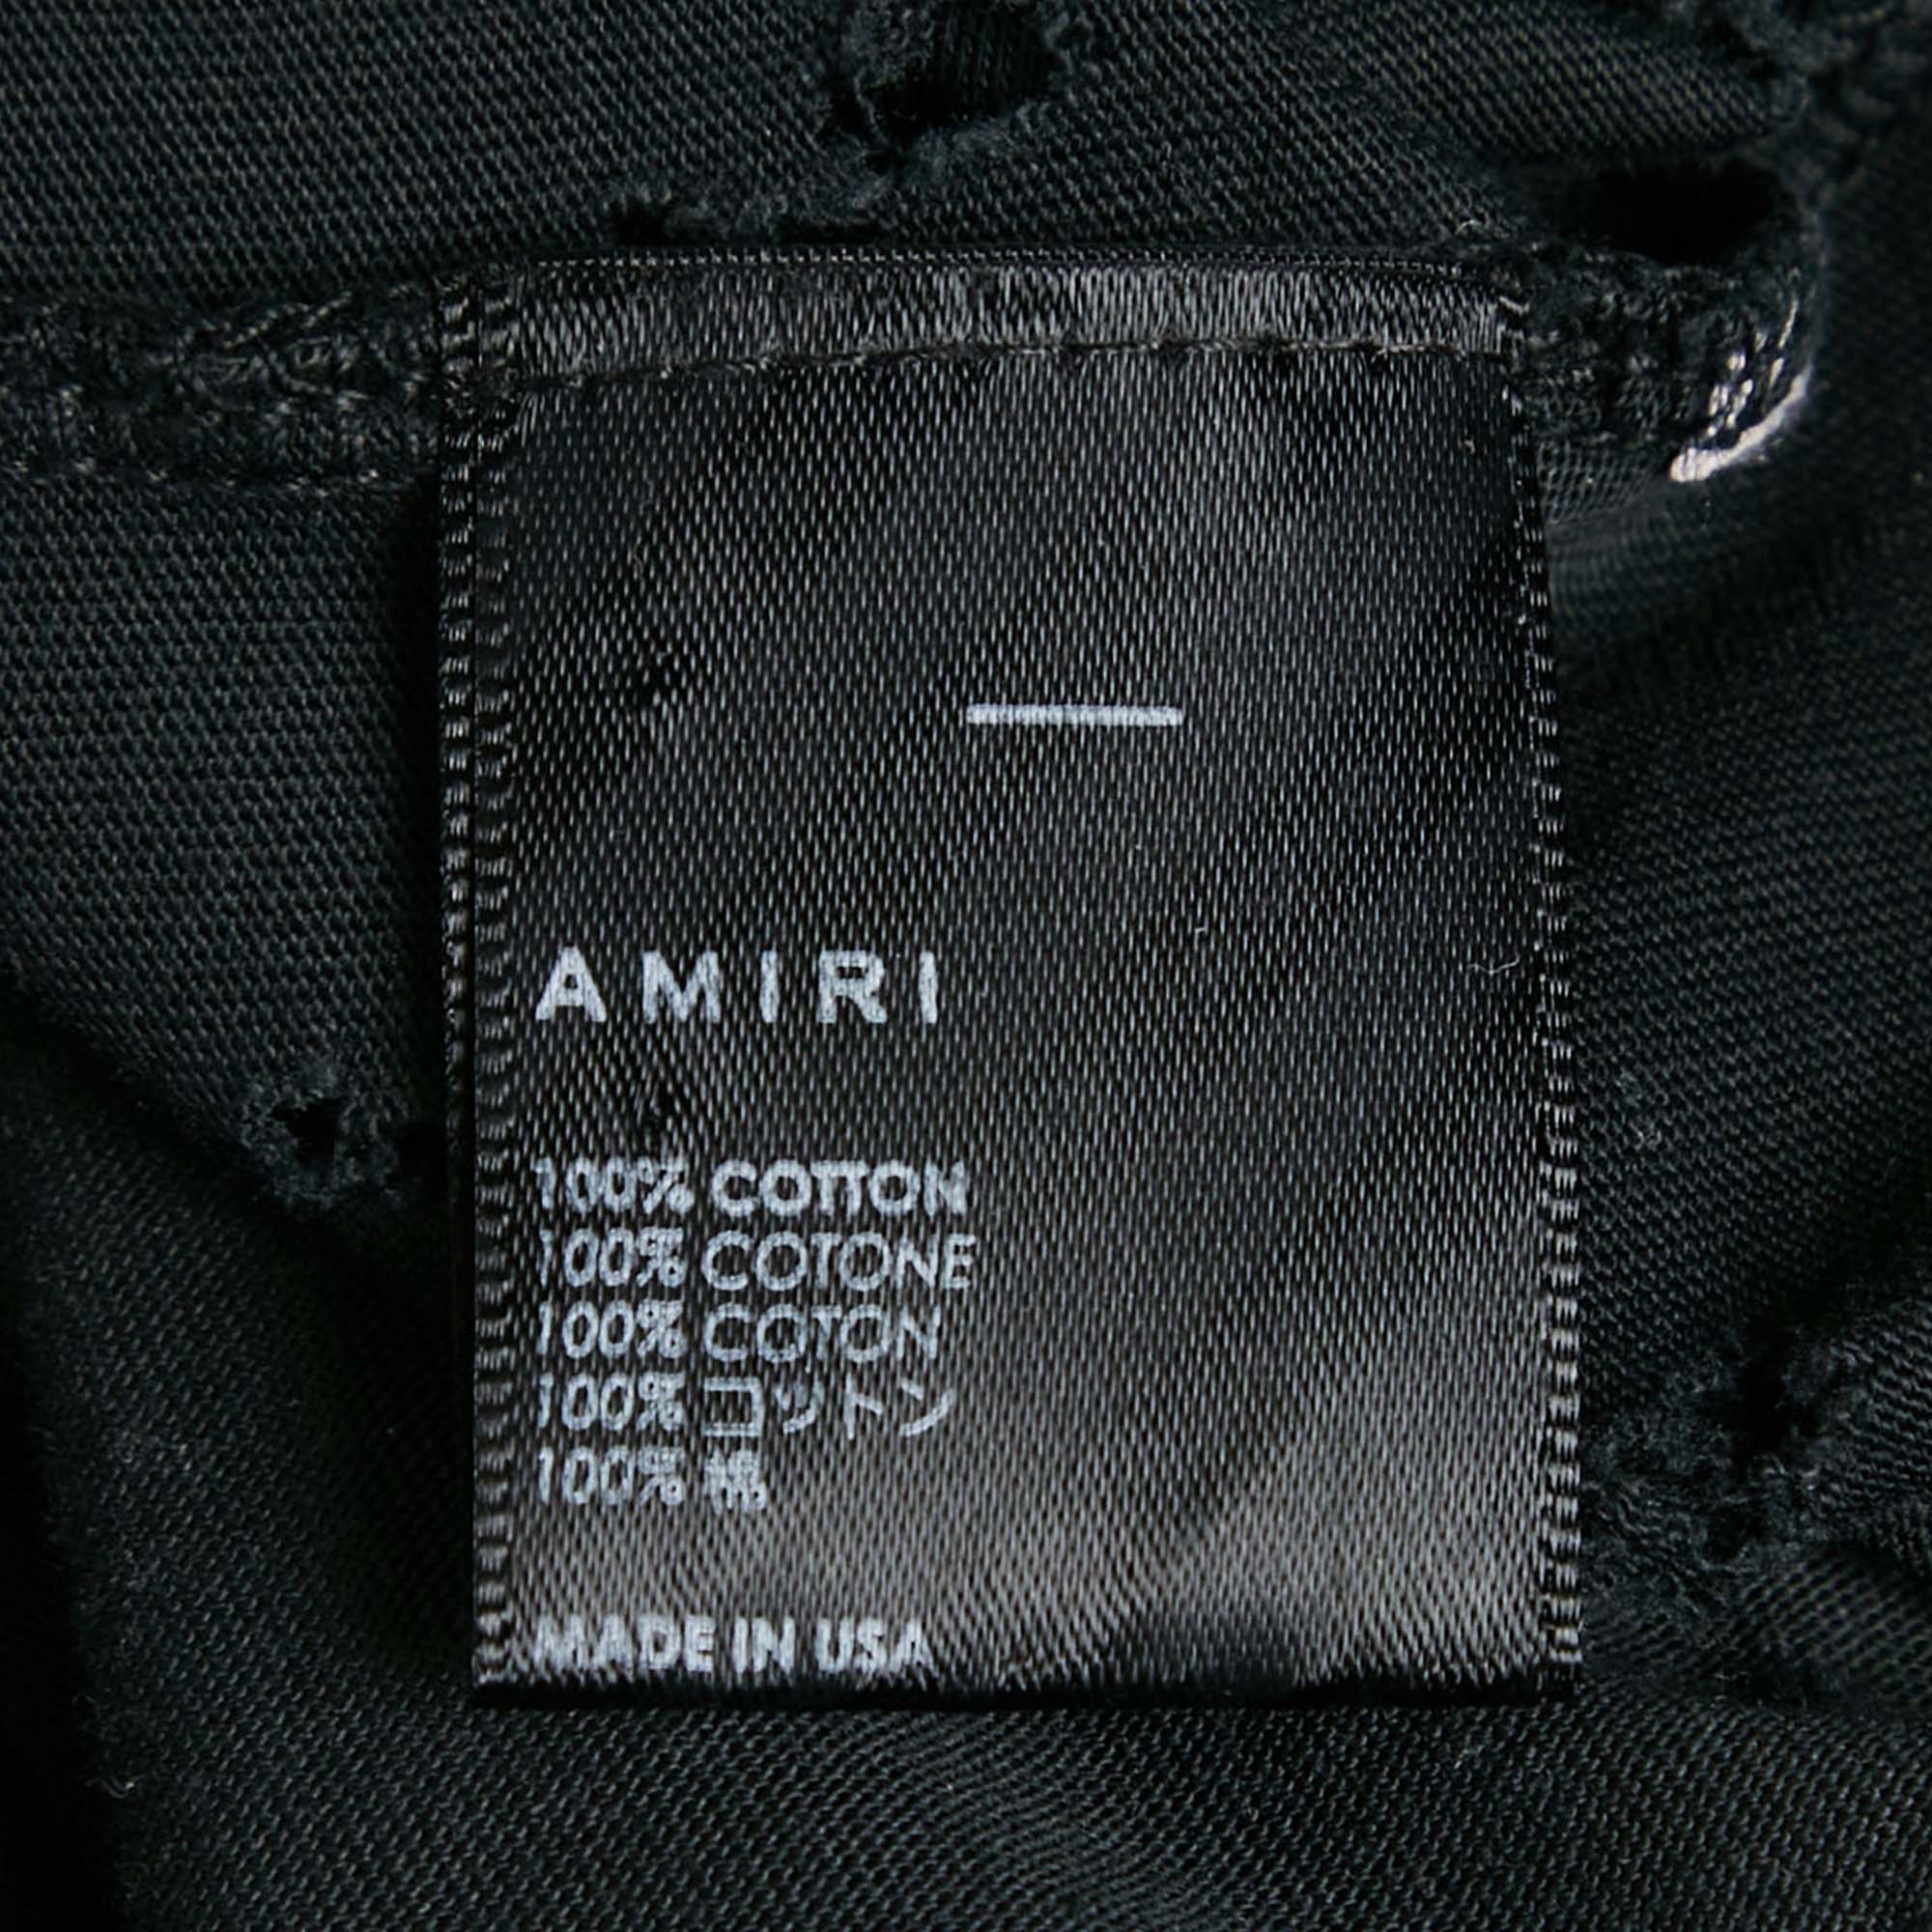 AMIRI
100% COTTON
100% COTONE
100% COTON
100% コットン
100% 棉
MADE IN USA